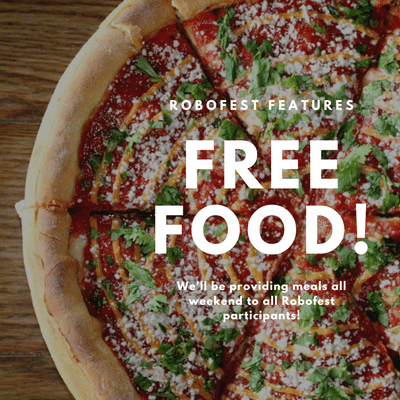 ROBOFEST FEATURES
FREE
FOOD!
We'll be providing meals all
weekend to all Robofest
participants!